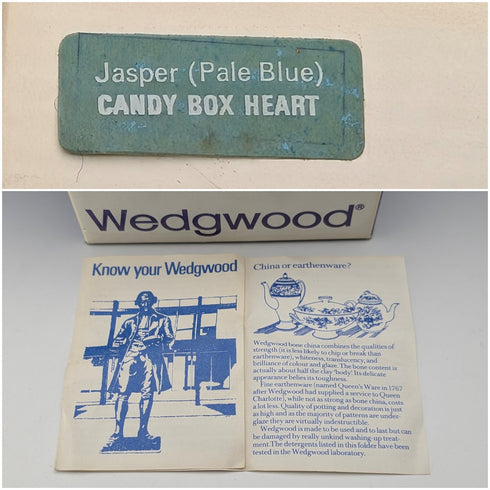 Jasper (Pale Blue)
CANDY BOX HEART
Wedgwood®
Know your Wedgwood
China or earthenware?
Wedgwood bone china combines the qualities of
strength (it is less likely to chip or break than
earthenware), whiteness, translucency, and
brilliance of colour and glaze. The bone content is
actually about half the clay 'body'! Its delicate
appearance belies its toughness.
Fine earthenware (named Queen's Ware in 1767
after Wedgwood had supplied a service to Queen
Charlotte), while not as strong as bone china, costs
a lot less. Quality of potting and decoration is just
as high and as the majority of patterns are under-
glaze they are virtually indestructible.
Wedgwood is made to be used and to last but can
be damaged by really unkind washing-up treat-
ment. The detergents listed in this folder have been
tested in the Wedgwood laboratory.